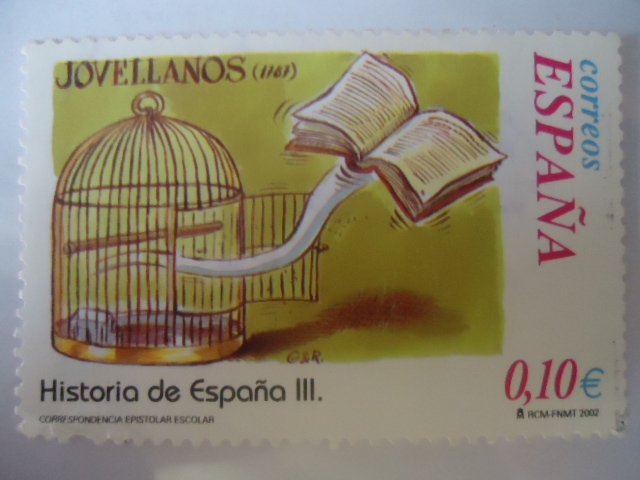 JOVELLANOS (1767)
correos
ESPAÑA
G&R.
Historia de España III.
0,10€
CORRESPONDENCIA EPISTOLAR ESCOLAR
RCM-FNMT 2002